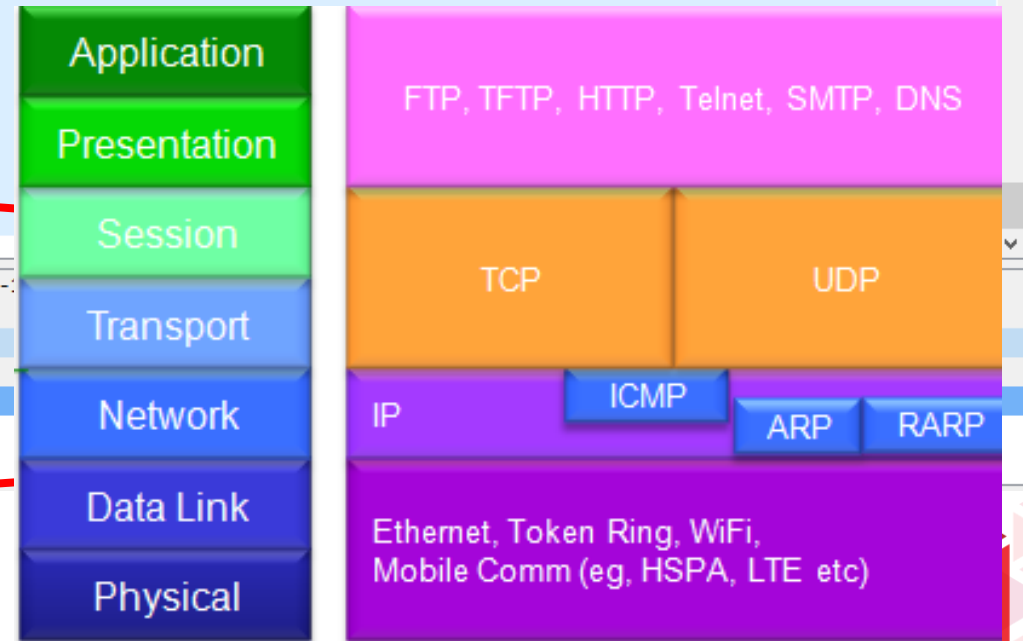 Application
Presentation
Session
Transport
Network
Data Link
Physical
FTP, TFTP, HTTP, Telnet, SMTP, DNS
TCP
UDP
IP
ICMP
ARP
RARP
Ethernet, Token Ring, WiFi,
Mobile Comm (eg, HSPA, LTE etc)